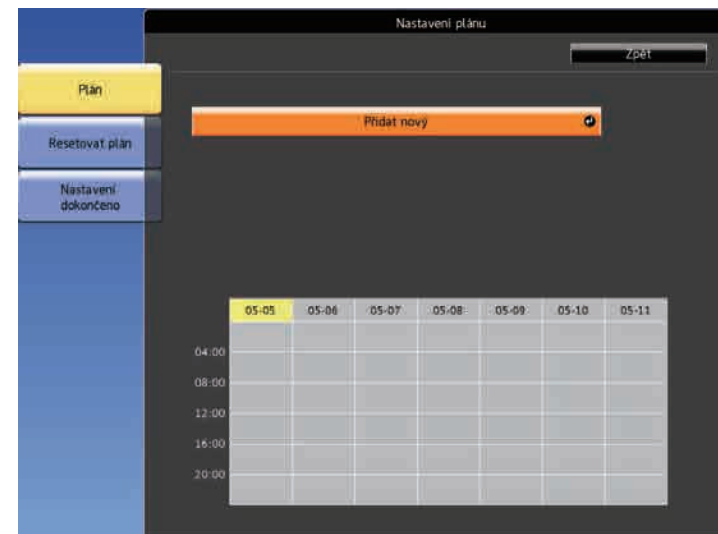 Nastavení plánu
Zpět
Plán
Přidat nový
Resetovat plán
Nastavení
dokončeno
05-05 05-06 05-07 05-08 05-09 05-10 05-11
04:00
08:00
12:00
16:00
20:00